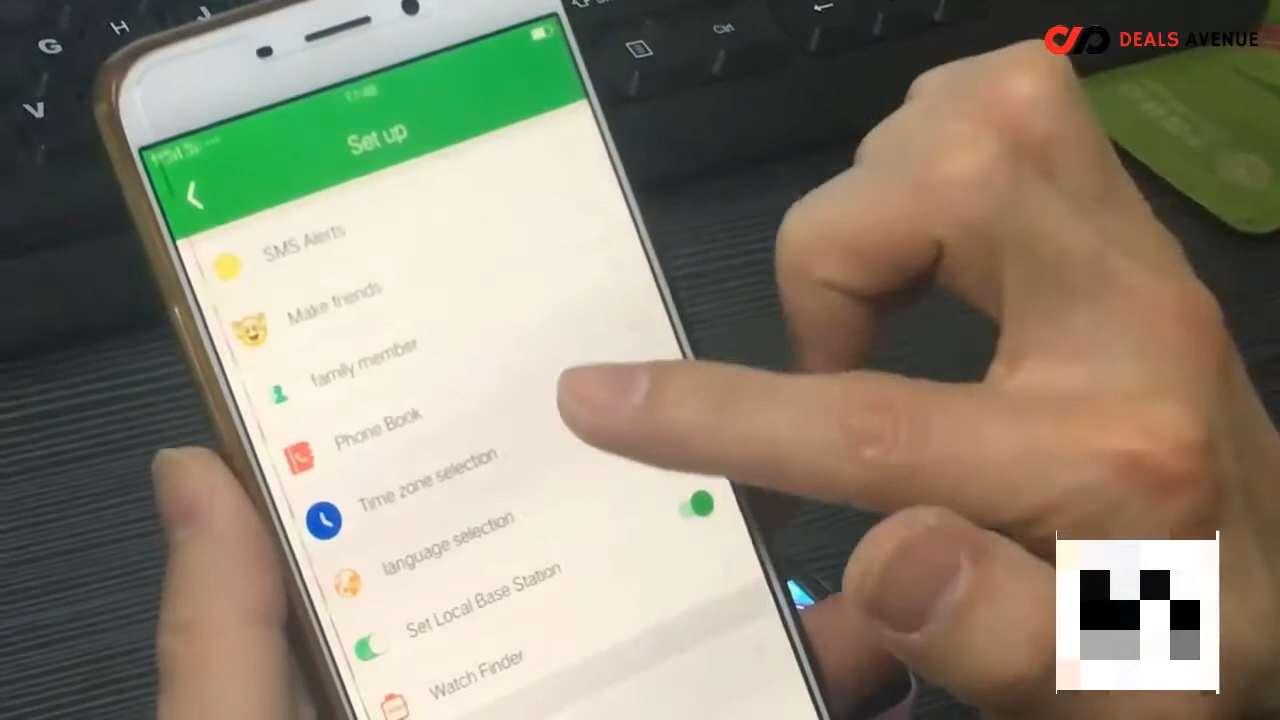 G H J
V
Ctrl
DEALS AVENUE
Set up
SMS Alerts
Make friends
family member
Phone Book
Time zone selection
language selection
Set Local Base Station
Watch Finder